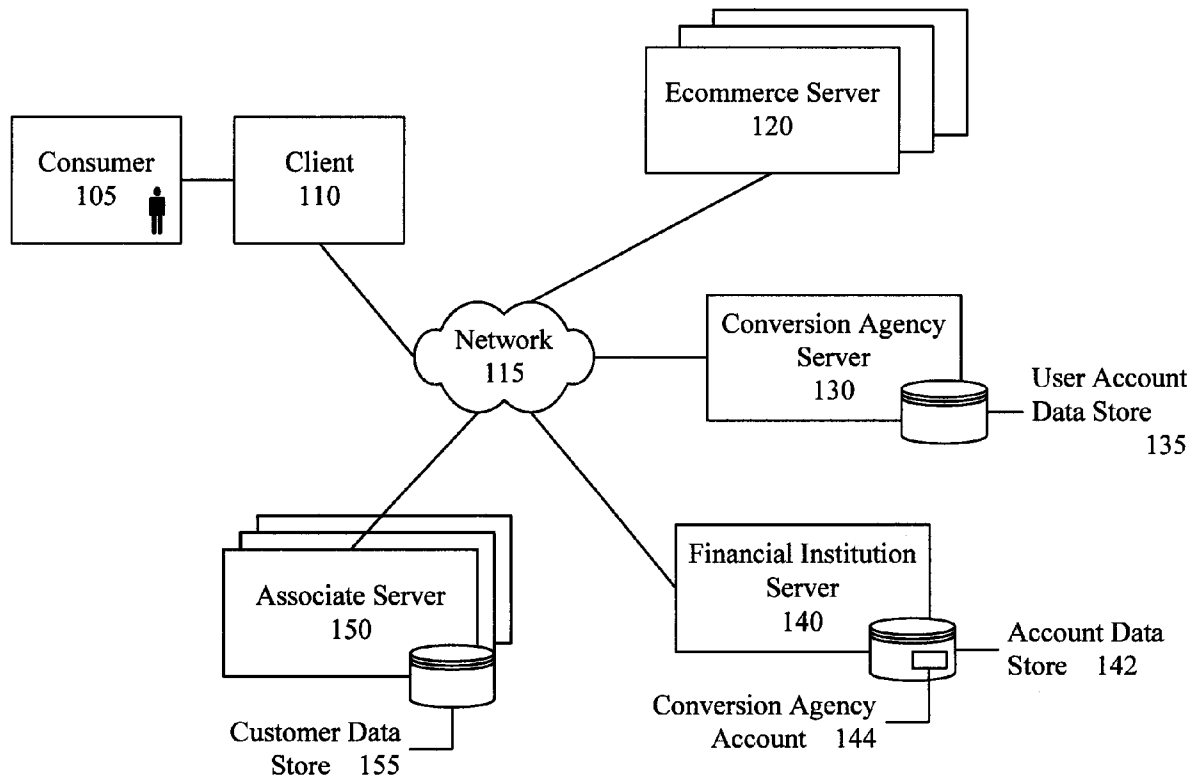 Ecommerce Server
120
Consumer
105
Client
110
Network
115
Conversion Agency
Server
130
User Account
Data Store
135
Associate Server
150
Customer Data
Store 155
Financial Institution
Server
140
Account Data
Store 142
Conversion Agency
Account 144